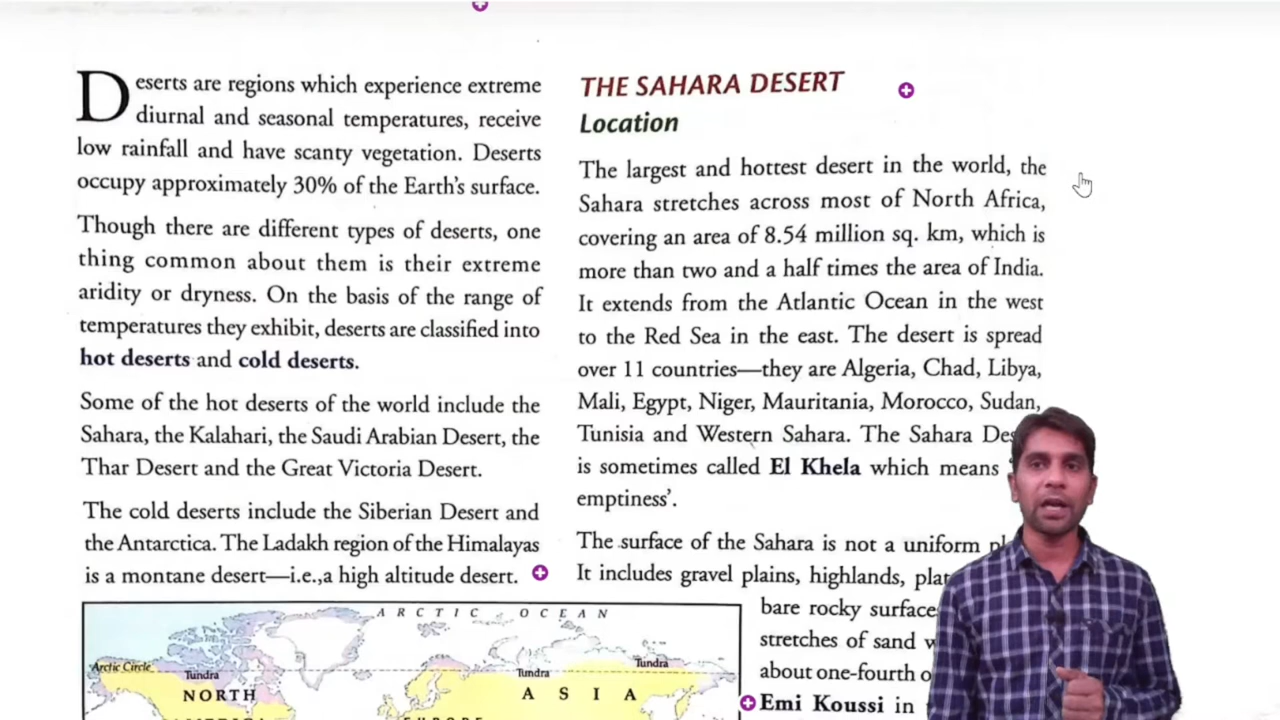 Deserts are regions which experience extreme
diurnal and seasonal temperatures, receive
low rainfall and have scanty vegetation. Deserts
occupy approximately 30% of the Earth's surface.
Though there are different types of deserts, one
thing common about them is their extreme
aridity or dryness. On the basis of the range of
temperatures they exhibit, deserts are classified into
hot deserts and cold deserts.
Some of the hot deserts of the world include the
Sahara, the Kalahari, the Saudi Arabian Desert, the
Thar Desert and the Great Victoria Desert.
The cold deserts include the Siberian Desert and
the Antarctica. The Ladakh region of the Himalayas
is a montane desert—i.e.,a high altitude desert.
ARCTIC OCEAN
Arctic Circle
Tundra
Tundra
Tundra
NORTH
ASIA
THE SAHARA DESERT
Location
The largest and hottest desert in the world, the
Sahara stretches across most of North Africa,
covering an area of 8.54 million sq. km, which is
more than two and a half times the area of India.
It extends from the Atlantic Ocean in the west
to the Red Sea in the east. The desert is spread
over 11 countries—they are Algeria, Chad, Libya,
Mali, Egypt, Niger, Mauritania, Morocco, Sudan,
Tunisia and Western Sahara. The Sahara
is sometimes called El Khela which means
emptiness'.
The surface of the Sahara is not a uniform
It includes gravel plains, highlands,
bare rocky
stretches of sand
about one-fourth
Emi Koussi in